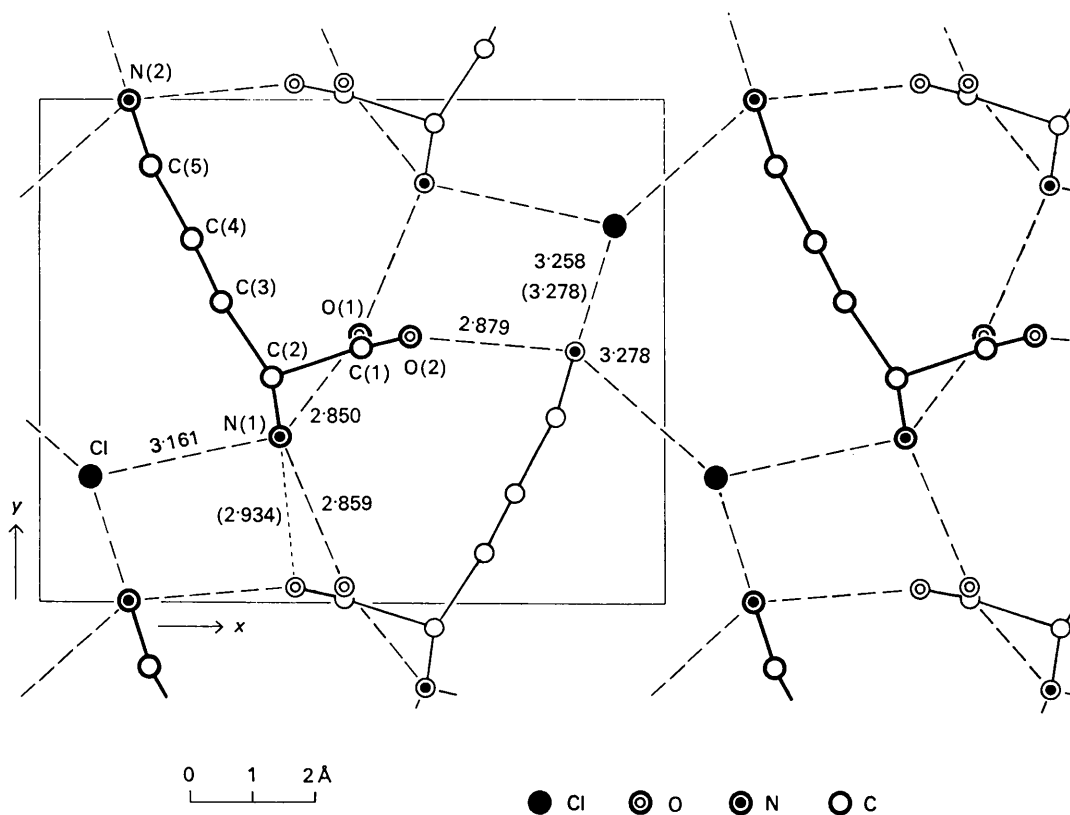 N(2)
C(5)
C(4)
C(3)
O(1)
C(2)
C(1)
O(2)
2·879
3·258
(3·278)
3·278
N(1)
2·850
Cl
3·161
(2·934)
2·859
y
x
0 1 2 Å
Cl O N C